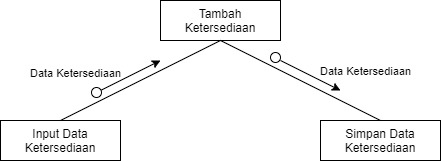 Tambah
Ketersediaan
Data Ketersediaan
Data Ketersediaan
Input Data
Ketersediaan
Simpan Data
Ketersediaan